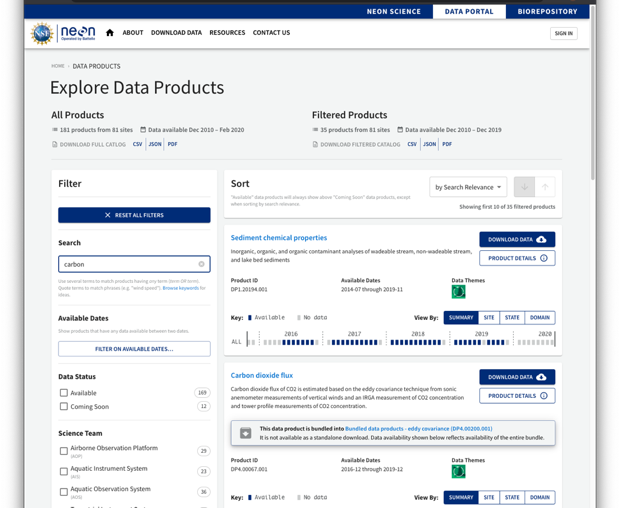 NEON SCIENCE DATA PORTAL BIOREPOSITORY
NSF neon Operated by Battelle ABOUT DOWNLOAD DATA RESOURCES CONTACT US SIGN IN
HOME DATA PRODUCTS
Explore Data Products
All Products
181 products from 81 sites Data available Dec 2010 – Feb 2020
DOWNLOAD FULL CATLOG CSV JSON PDF
Filtered Products
35 products from 81 sites Data available Dec 2010 – Dec 2019
DOWNLOAD FILTERED CATALOG CSV JSON PDF
Filter
RESET ALL FILTERS
Search
carbon
Use several terms to match products having any term (term OR term).
Quote terms to match phrases (e.g. "wind speed"). Browse keywords for
ideas.
Available Dates
Show products that have any data available between two dates.
FILTER ON AVAILABLE DATES…
Data Status
Available 169
Coming Soon 12
Science Team
Airborne Observation Platform 29
(AOP)
Aquatic Instrument System 23
(AIS)
Aquatic Observation System 36
(AOS)
Sort
"Available" data products will always show above "Coming Soon" data products, except
when sorting by search relevance.
by Search Relevance
Showing first 10 of 35 filtered products
Sediment chemical properties
Inorganic, organic, and organic contaminant analyses of wadeable stream, non-wadeable stream,
and lake bed sediments
DOWNLOAD DATA
PRODUCT DETAILS
Product ID Available Dates Data Themes
DP1.20194.001 2014-07 through 2019-11
Key: Available No data View By: SUMMARY SITE STATE DOMAIN
2016 2017 2018 2019 2020
ALL
Carbon dioxide flux
Carbon dioxide flux of CO2 is estimated based on the eddy covariance technique from sonic
anemometer measurements of vertical winds and an IRGA measurement of CO2 concentration
and tower profile measurements of CO2 concentration.
DOWNLOAD DATA
PRODUCT DETAILS
This data product is bundled into Bundled data products - eddy covariance (DP4.00200.001)
It is not available as a standalone download. Data availability shown below reflects availability of the entire bundle.
Product ID Available Dates Data Themes
DP4.00067.001 2016-12 through 2019-12
Key: Available No data View By: SUMMARY SITE STATE DOMAIN